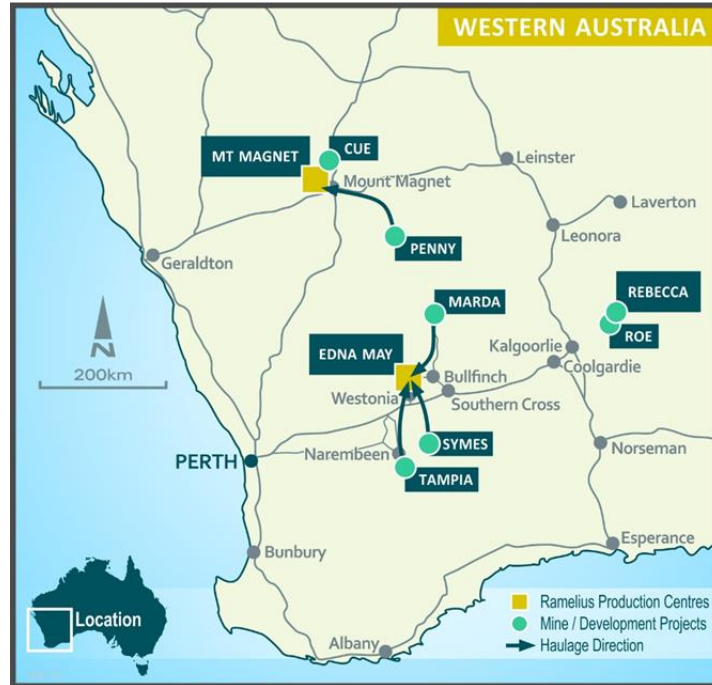 WESTERN AUSTRALIA
MT MAGNET
CUE
Mount Magnet
Leinster
Laverton
Leonora
PENNY
Geraldton
REBECCA
ROE
MARDA
N
200km
EDNA MAY
Kalgoorlie
Coolgardie
Bullfinch
Westonia
Southern Cross
SYMES
Norseman
PERTH
Narembeen
TAMPIA
Esperance
Bunbury
Albany
Location
Ramelius Production Centres
Mine / Development Projects
Haulage Direction